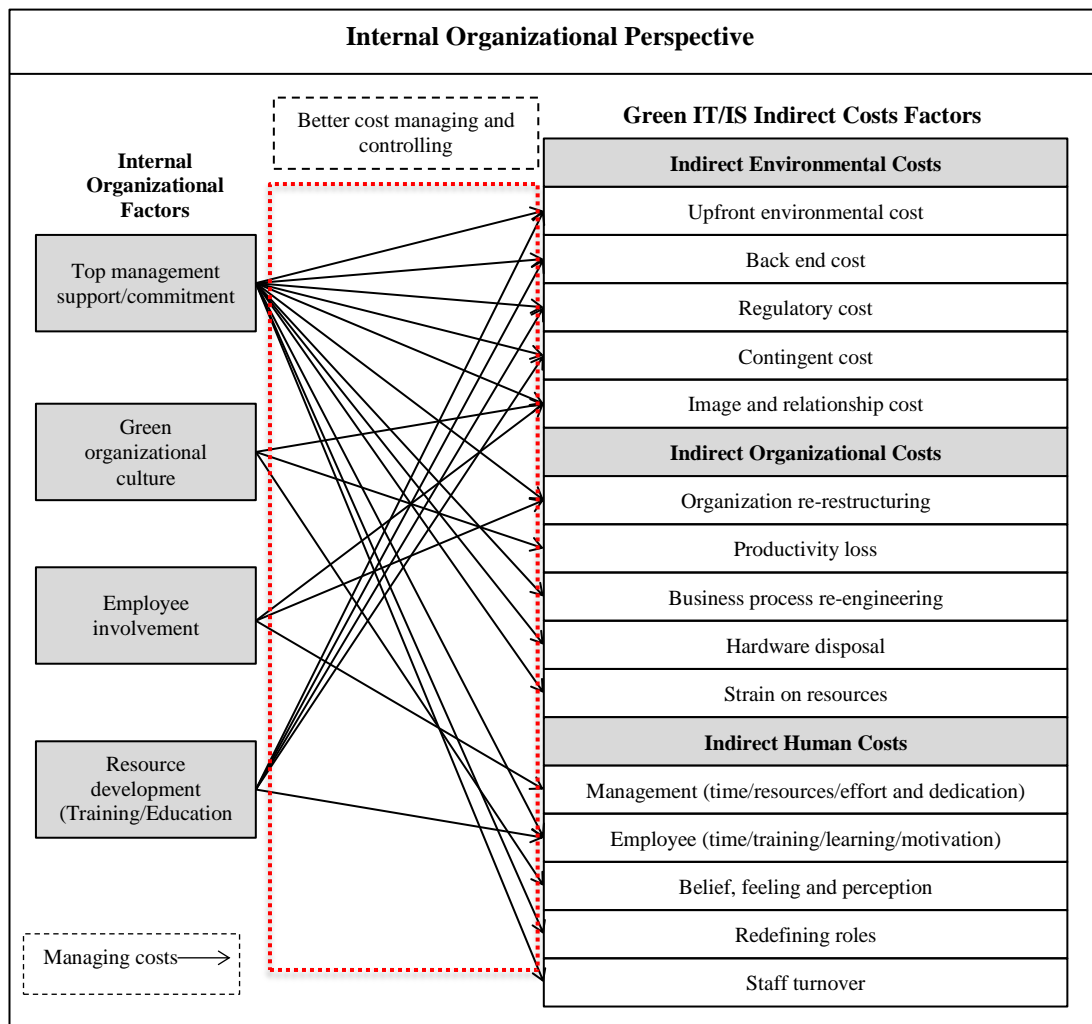 Internal Organizational Perspective
Better cost managing and
controlling
Green IT/IS Indirect Costs Factors
Internal
Organizational
Factors
Top management
support/commitment
Green
organizational
culture
Employee
involvement
Resource
development
(Training/Education
Managing costs
Indirect Environmental Costs
Upfront environmental cost
Back end cost
Regulatory cost
Contingent cost
Image and relationship cost
Indirect Organizational Costs
Organization re-restructuring
Productivity loss
Business process re-engineering
Hardware disposal
Strain on resources
Indirect Human Costs
Management (time/resources/effort and dedication)
Employee (time/training/learning/motivation)
Belief, feeling and perception
Redefining roles
Staff turnover